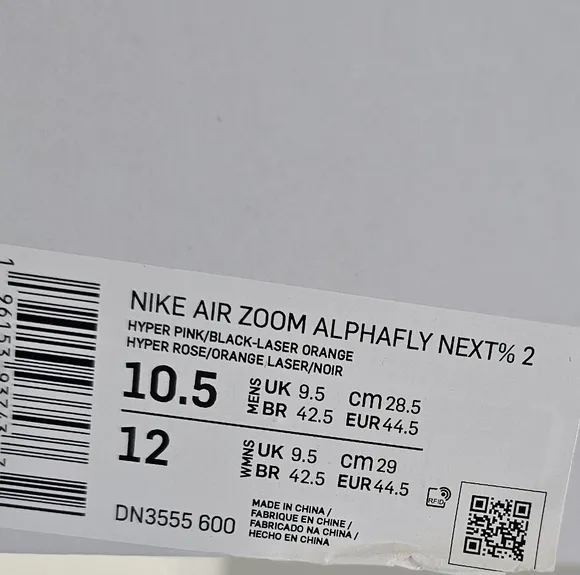 NIKE AIR ZOOM ALPHAFLY NEXT% 2
HYPER PINK/BLACK-LASER ORANGE
HYPER ROSE/ORANGE LASER/NOIR
10.5 MENS UK 9.5 cm 28.5
BR 42.5 EUR 44.5
12 WMNS UK 9.5 cm 29
BR 42.5 EUR 44.5
DN3555 600
MADE IN CHINA /
FABRIQUE EN CHINE /
FABRICADO NA CHINA /
HECHO EN CHINA
RFID